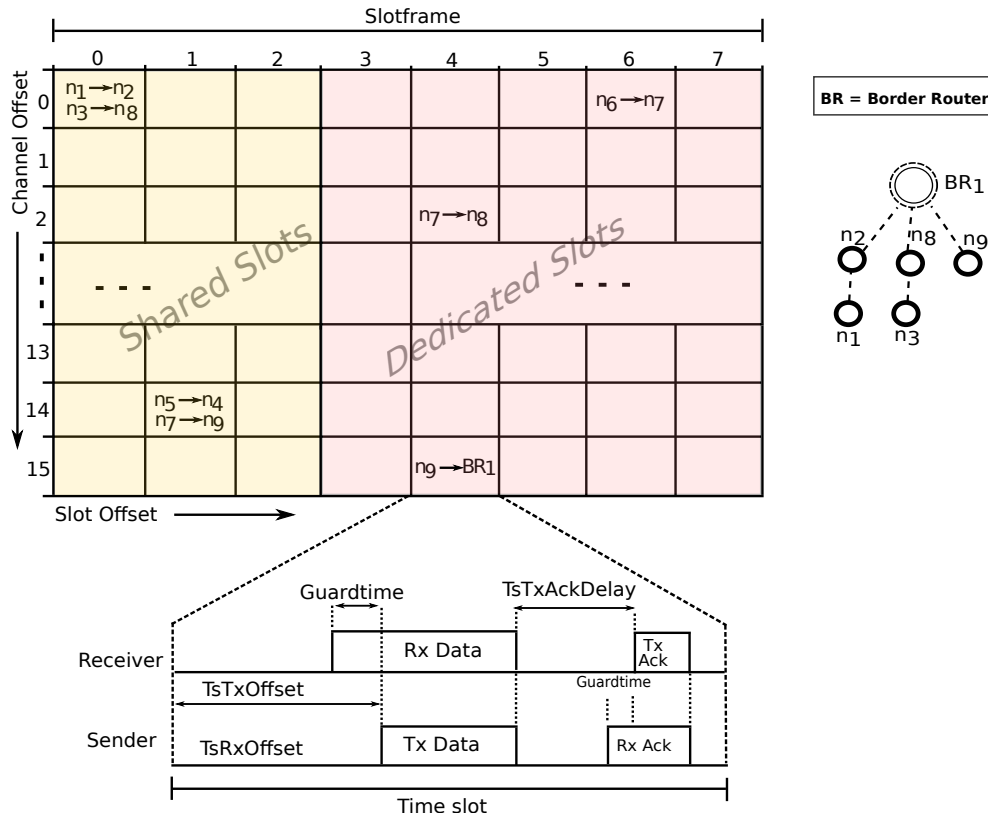 Slotframe
0 1 2 3 4 5 6 7
Channel Offset
0
n1→n2
n3→n8
n6→n7
1
2
n7→n8
Shared Slots
Dedicated Slots
13
14
n5→n4
n7→n9
15
n9→BR1
Slot Offset
BR = Border Router
BR1
n2
n8
n9
n1
n3
Guardtime
TsTxAckDelay
Receiver
Rx Data
Tx
Ack
TsTxOffset
Guardtime
Sender
TsRxOffset
Tx Data
Rx Ack
Time slot